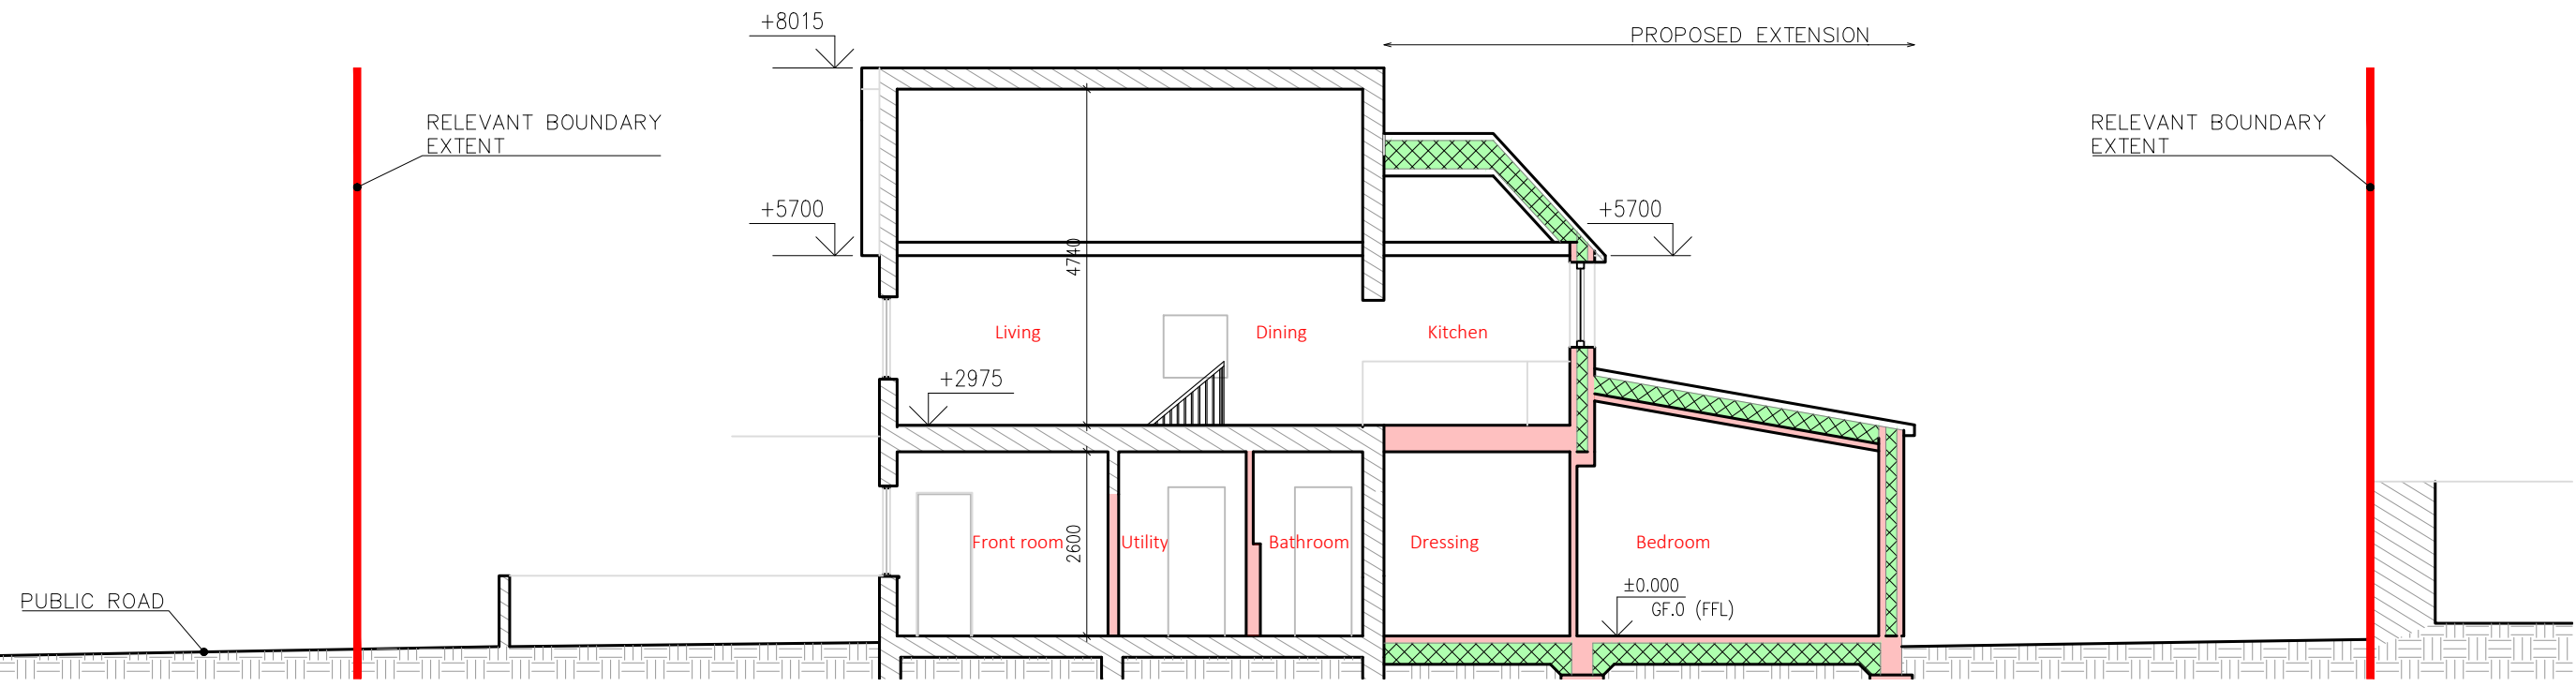 +8015
PROPOSED EXTENSION
RELEVANT BOUNDARY
EXTENT
RELEVANT BOUNDARY
EXTENT
+5700
+5700
4740
Living
Dining
Kitchen
+2975
Front room
2600
Utility
Bathroom
Dressing
Bedroom
±0.000
GF.0 (FFL)
PUBLIC ROAD